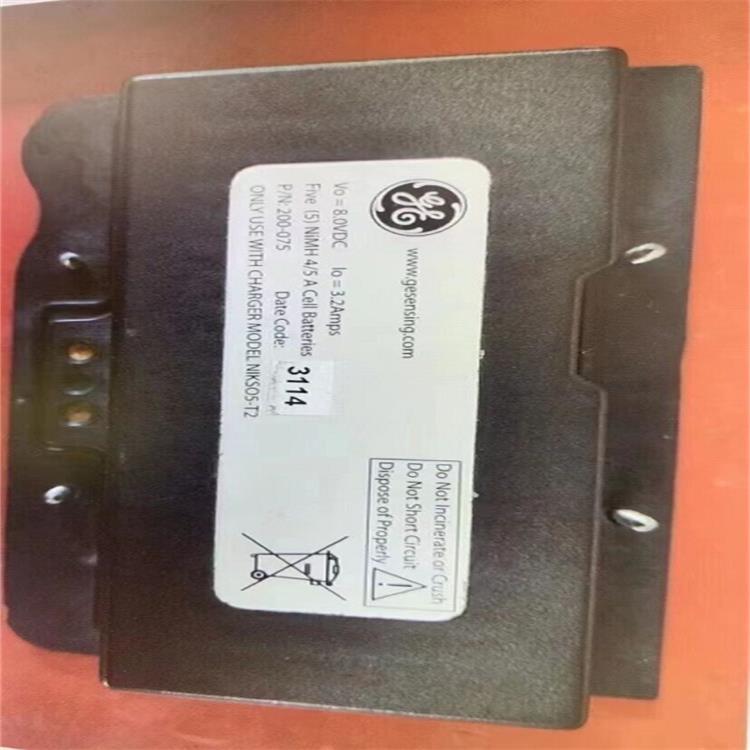 GE
www.gesensing.com
Vo = 8.0VDC Io = 3.2Amps
Five (5) NiMH 4/5 A Cell Batteries
P/N: 200-075 Date Code: 3114
ONLY USE WITH CHARGER MODEL NIKSO5-T2
Do Not Incinerate or Crush
Do Not Short Circuit
Dispose of Properly